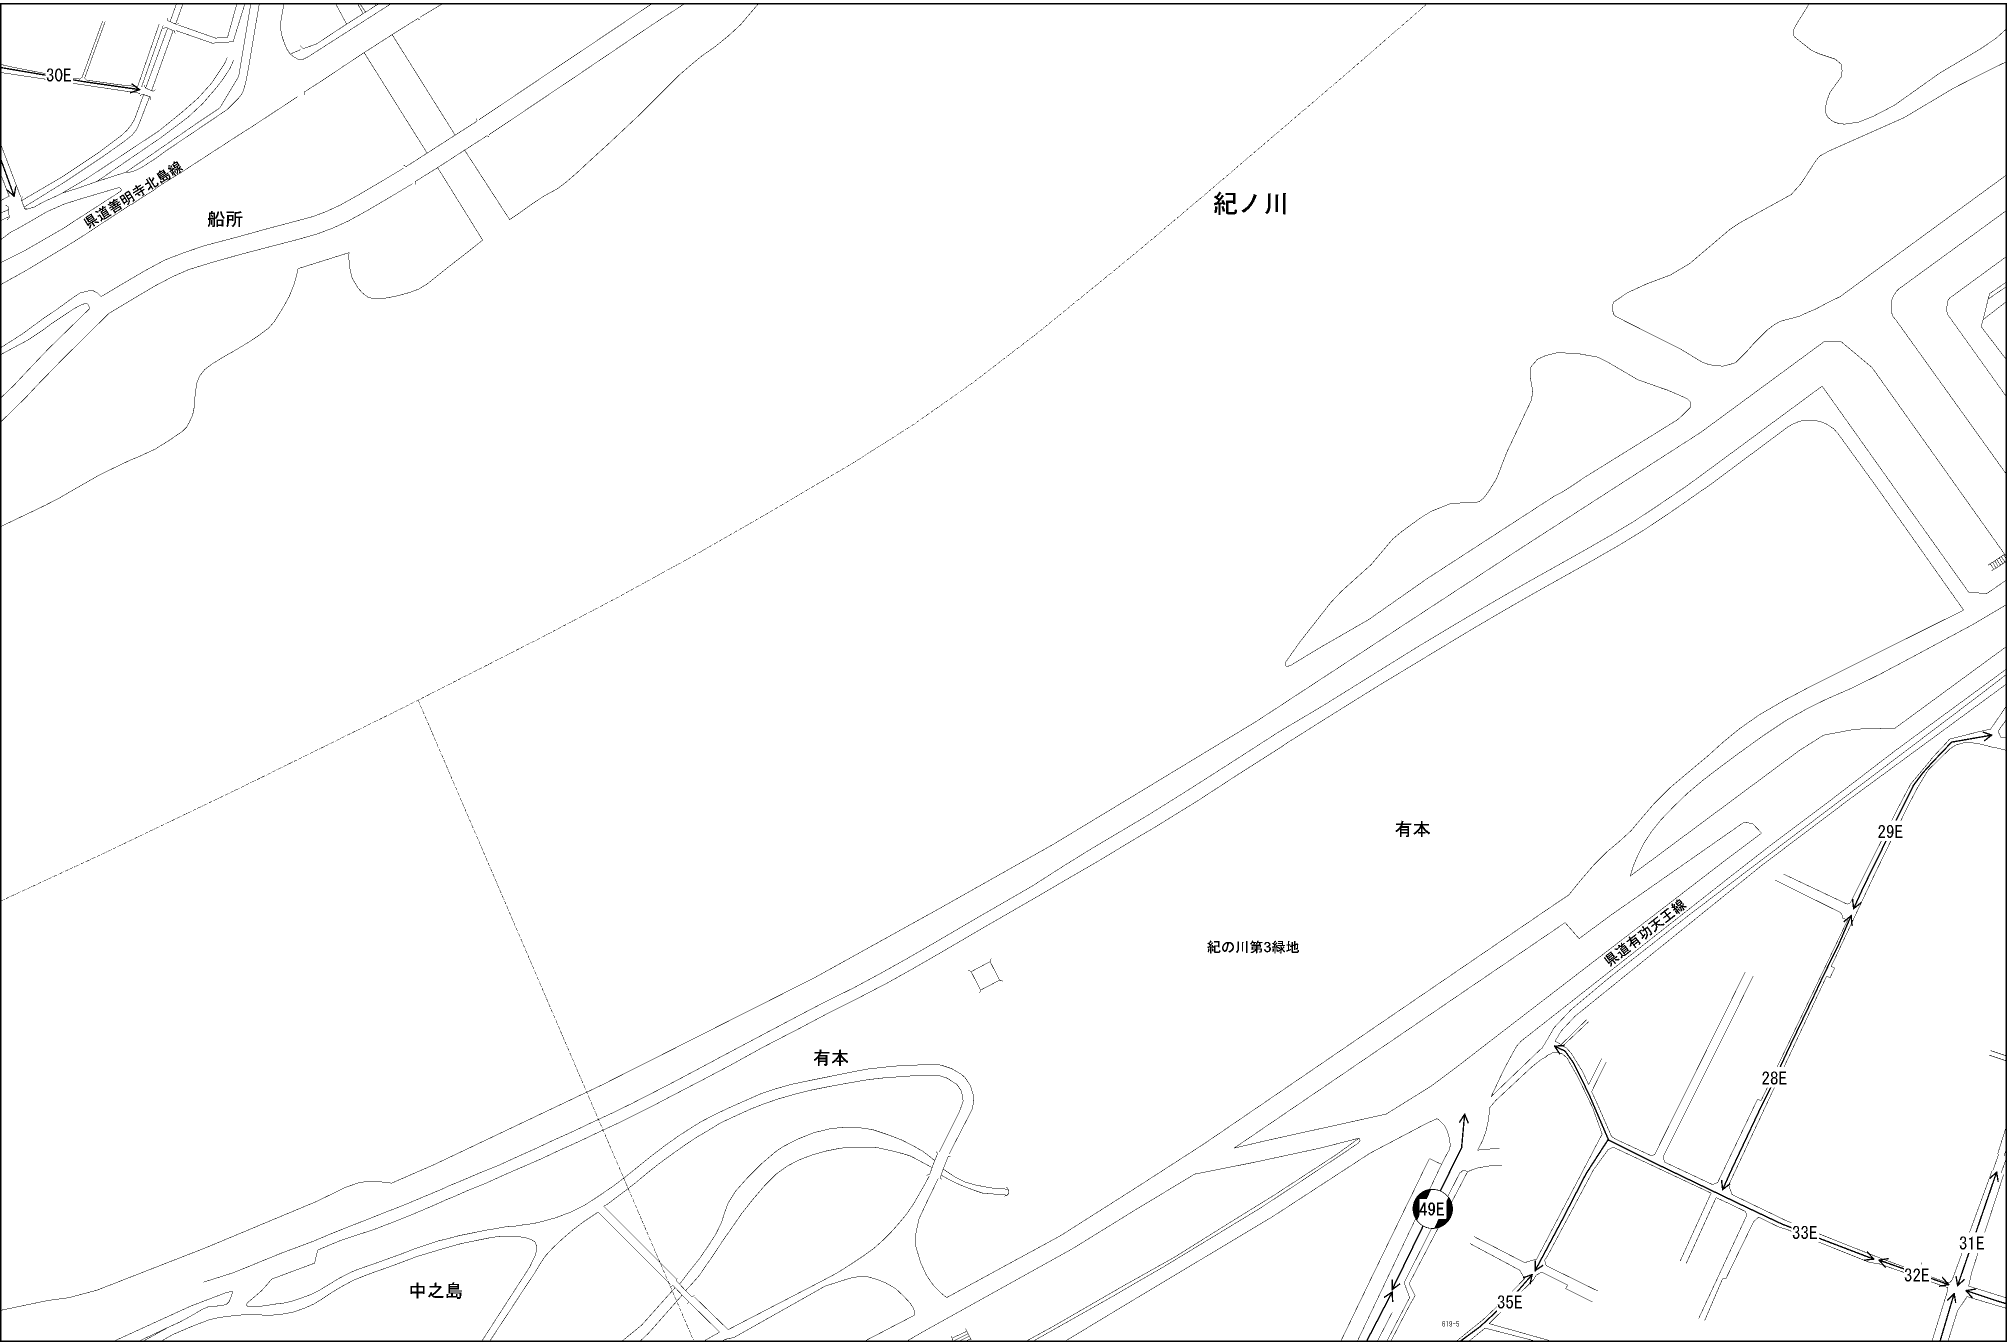 30E
県道善明寺北島線
船所
紀ノ川
29E
有本
県道有功天王線
紀の川第3緑地
有本
28E
49E
33E
31E
32E
中之島
35E
619-5